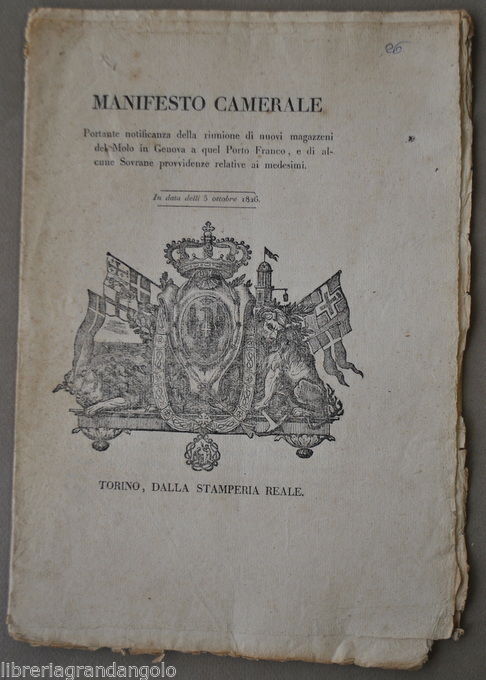 26
MANIFESTO CAMERALE
Portante notificanza della riunione di nuovi magazzeni
del Molo in Genova a quel Porto Franco, e di al-
cune Sovrane provvidenze relative ai medesimi.
In data delli 5 ottobre 1826.
TORINO, DALLA STAMPERIA REALE.
libreriagrandangolo